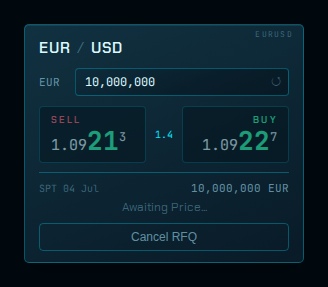 EURUSD
EUR / USD
EUR 10,000,000
SELL BUY
1.09213 1.4 1.09227
SPT 04 Jul 10,000,000 EUR
Awaiting Price...
Cancel RFQ